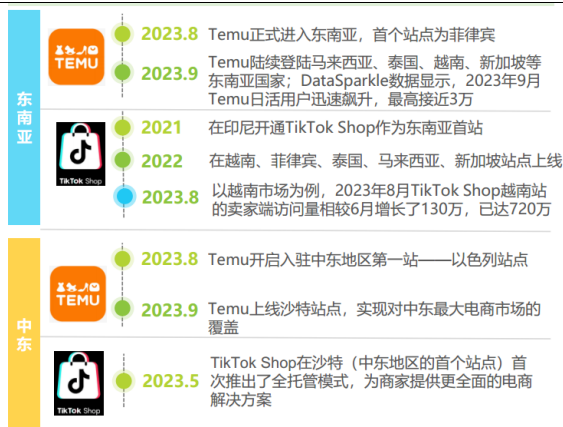 东南亚
TEMU
2023.8 Temu正式进入东南亚，首个站点为菲律宾
2023.9 Temu陆续登陆马来西亚、泰国、越南、新加坡等
东南亚国家；DataSparkle数据显示，2023年9月
Temu日活用户迅速飙升，最高接近3万
TikTok Shop
2021 在印尼开通TikTok Shop作为东南亚首站
2022 在越南、菲律宾、泰国、马来西亚、新加坡站点上线
2023.8 以越南市场为例，2023年8月TikTok Shop越南站
的卖家端访问量相较6月增长了130万，已达720万
中东
TEMU
2023.8 Temu开启入驻中东地区第一站——以色列站点
2023.9 Temu上线沙特站点，实现对中东最大电商市场的
覆盖
TikTok Shop
2023.5 TikTok Shop在沙特（中东地区的首个站点）首
次推出了全托管模式，为商家提供更全面的电商
解决方案